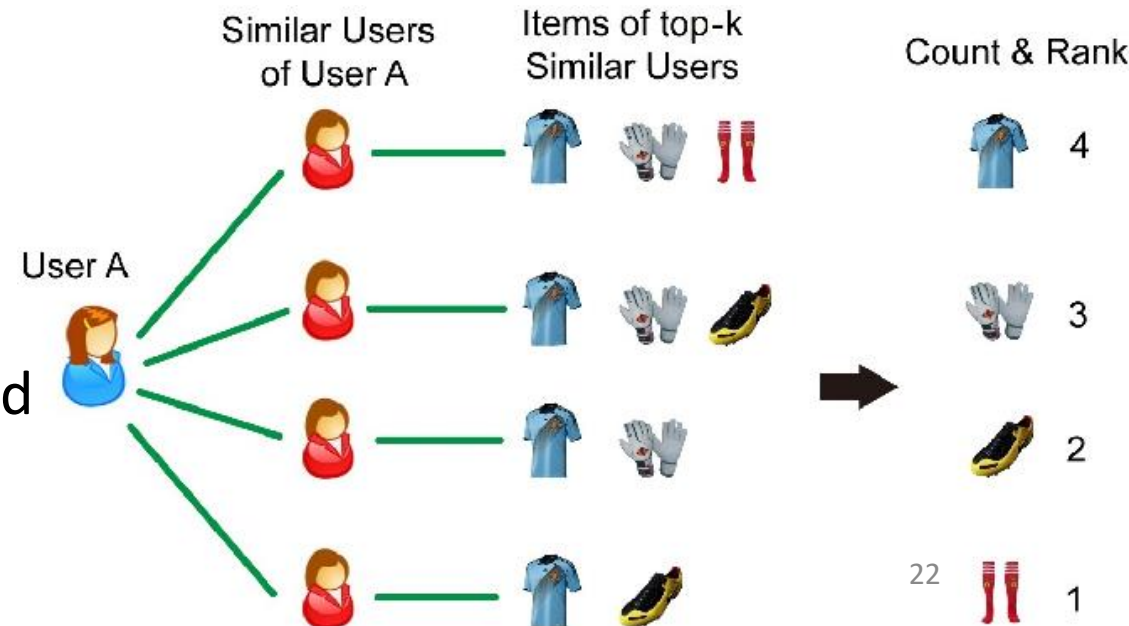 Similar Users
of User A
Items of top-k
Similar Users
Count & Rank
4
User A
3
d
2
22
1